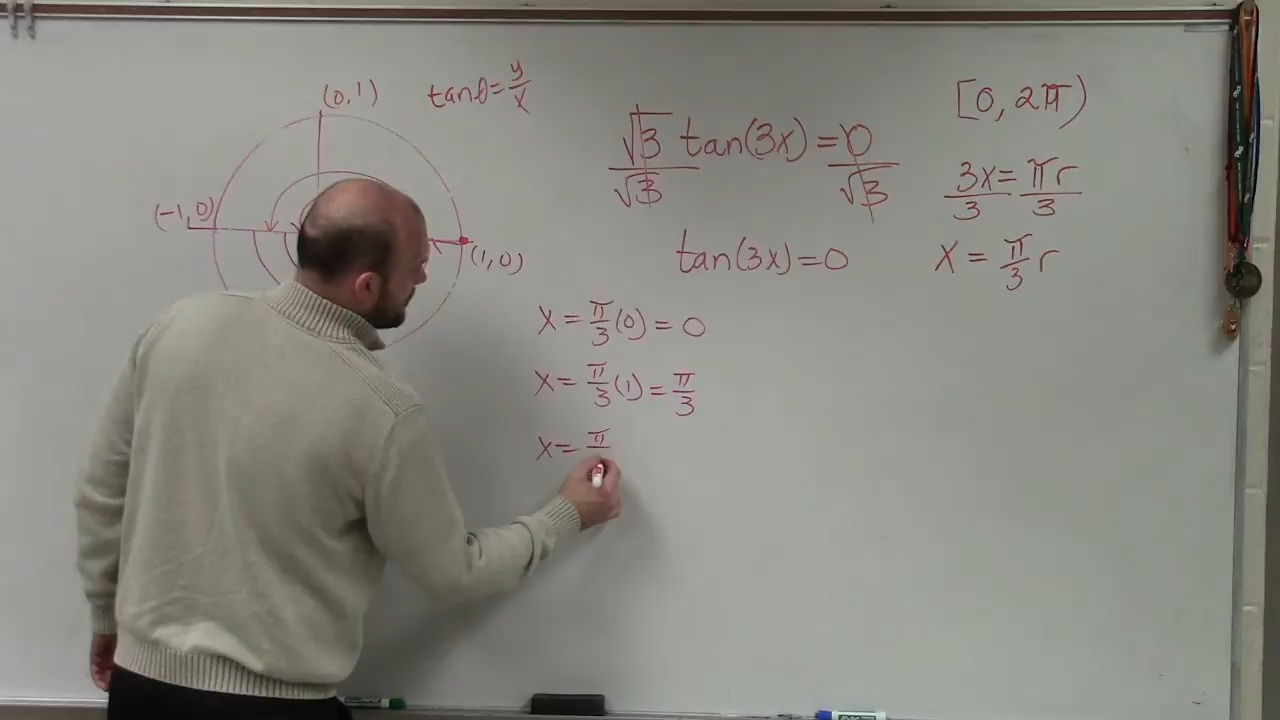 (0,1)
tanθ=y/x
(-1,0)
(1,0)
√3 tan(3x)=0
√3 √3
tan(3x)=0
[0,2π)
3x=πr
3 3
x=π/3 r
x=π/3(0)=0
x=π/3(1)=π/3
x=π